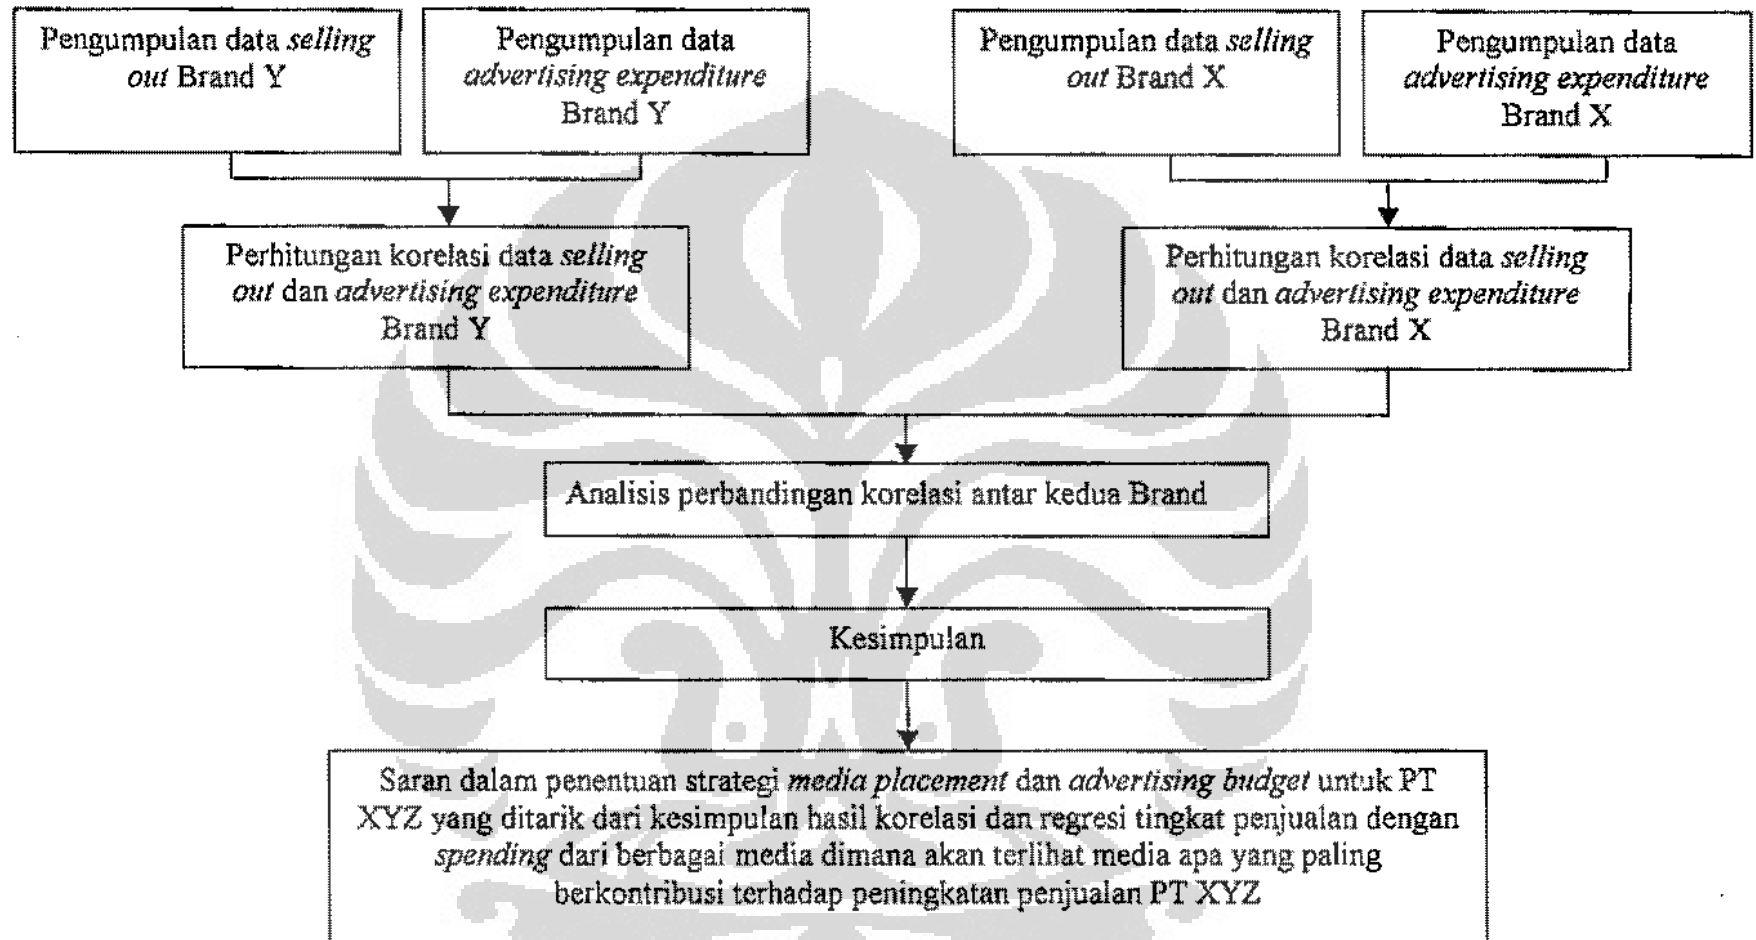 Pengumpulan data selling
out Brand Y
Pengumpulan data
advertising expenditure
Brand Y
Pengumpulan data selling
out Brand X
Pengumpulan data
advertising expenditure
Brand X
Perhitungan korelasi data selling
out dan advertising expenditure
Brand Y
Perhitungan korelasi data selling
out dan advertising expenditure
Brand X
Analisis perbandingan korelasi antar kedua Brand
Kesimpulan
Saran dalam penentuan strategi media placement dan advertising budget untuk PT
XYZ yang ditarik dari kesimpulan hasil korelasi dan regresi tingkat penjualan dengan
spending dari berbagai media dimana akan terlihat media apa yang paling
berkontribusi terhadap peningkatan penjualan PT XYZ